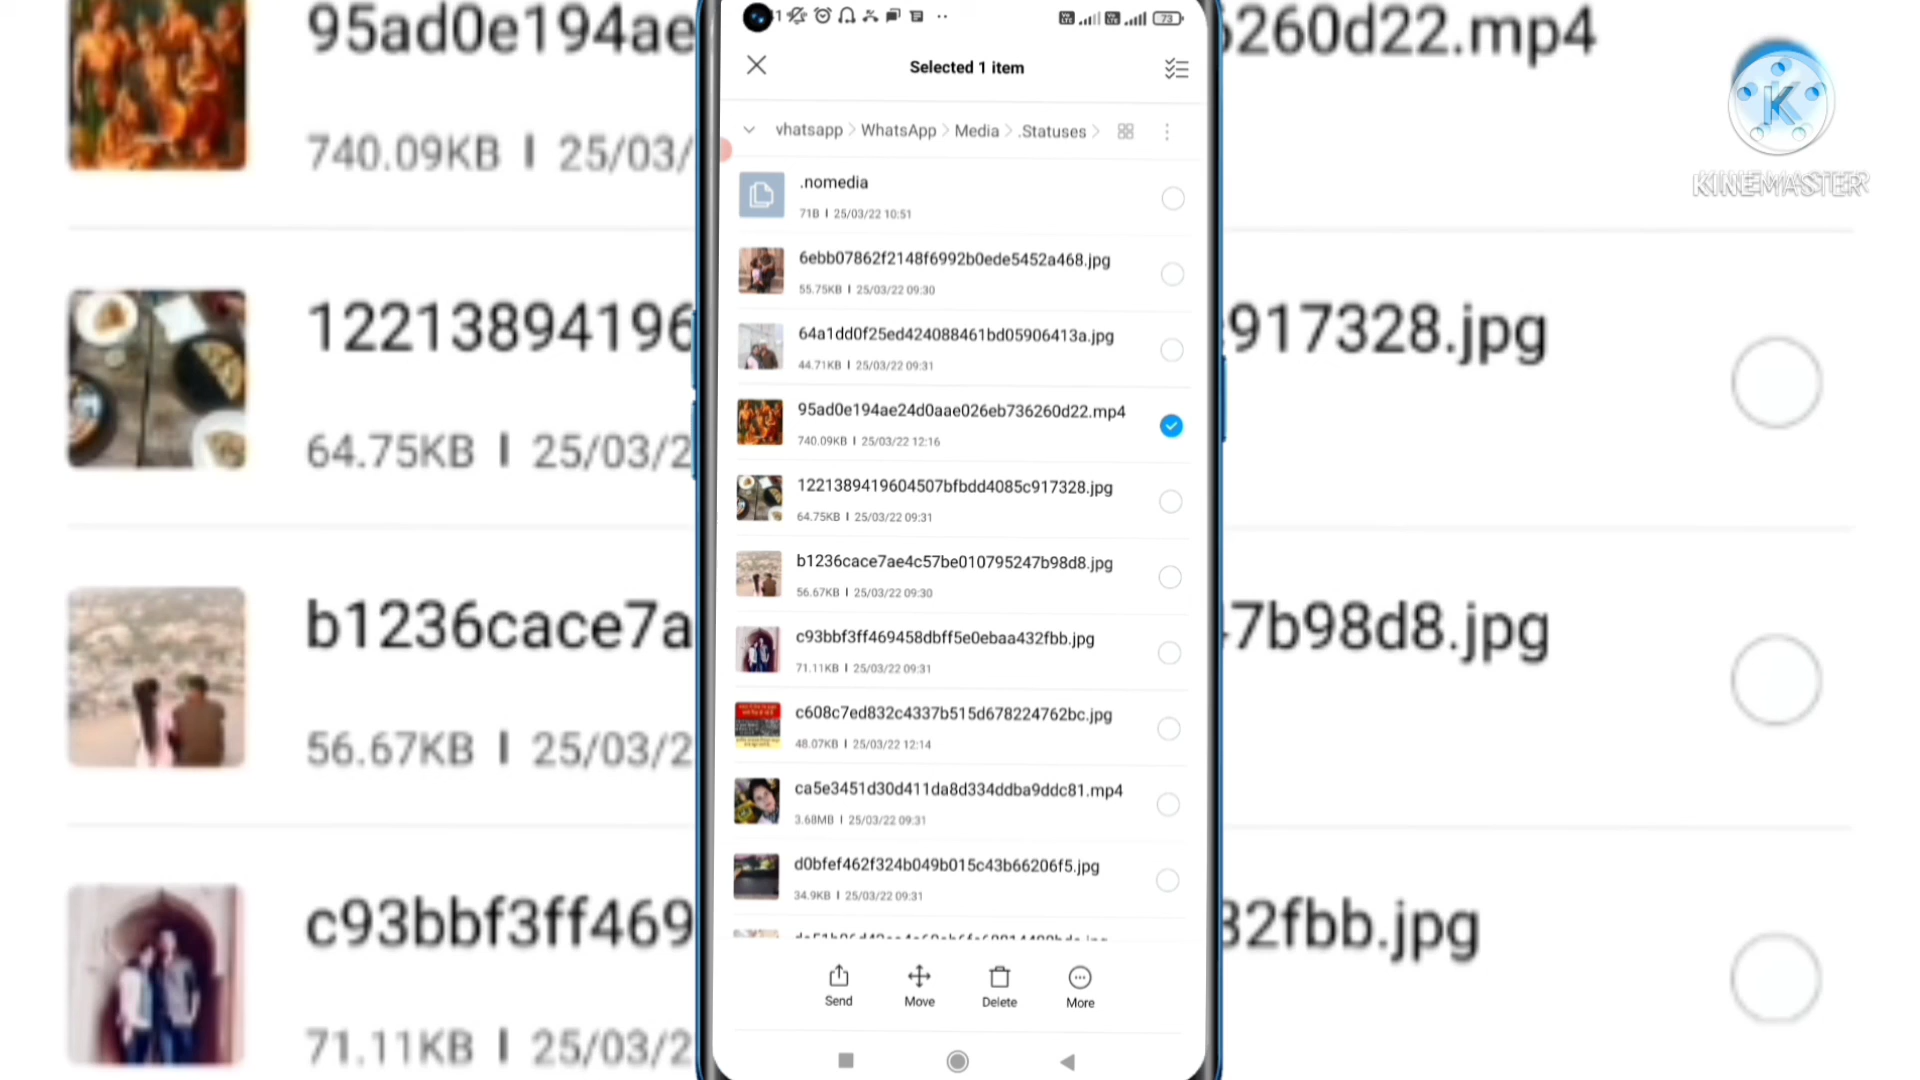 95ad0e194ae
260d22.mp4
740.09KB | 25/03/
12213894196
917328.jpg
64.75KB | 25/03/2
b1236cace7a
7b98d8.jpg
56.67KB | 25/03/2
c93bbf3ff469
32fbb.jpg
71.11KB | 25/03/2
KINEMASTER
73
Selected 1 item
vhatsapp > WhatsApp > Media > .Statuses >
.nomedia
71B | 25/03/22 10:51
6ebb07862f2148f6992b0ede5452a468.jpg
55.75KB | 25/03/22 09:30
64a1dd0f25ed424088461bd05906413a.jpg
44.71KB | 25/03/22 09:31
95ad0e194ae24d0aae026eb736260d22.mp4
740.09KB | 25/03/22 12:16
1221389419604507bfbdd4085c917328.jpg
64.75KB | 25/03/22 09:31
b1236cace7ae4c57be010795247b98d8.jpg
56.67KB | 25/03/22 09:30
c93bbf3ff469458dbff5e0ebaa432fbb.jpg
71.11KB | 25/03/22 09:31
c608c7ed832c4337b515d678224762bc.jpg
48.07KB | 25/03/22 12:14
ca5e3451d30d411da8d334ddba9ddc81.mp4
3.68MB | 25/03/22 09:31
d0bfef462f324b049b015c43b66206f5.jpg
34.9KB | 25/03/22 09:31
Send
Move
Delete
More